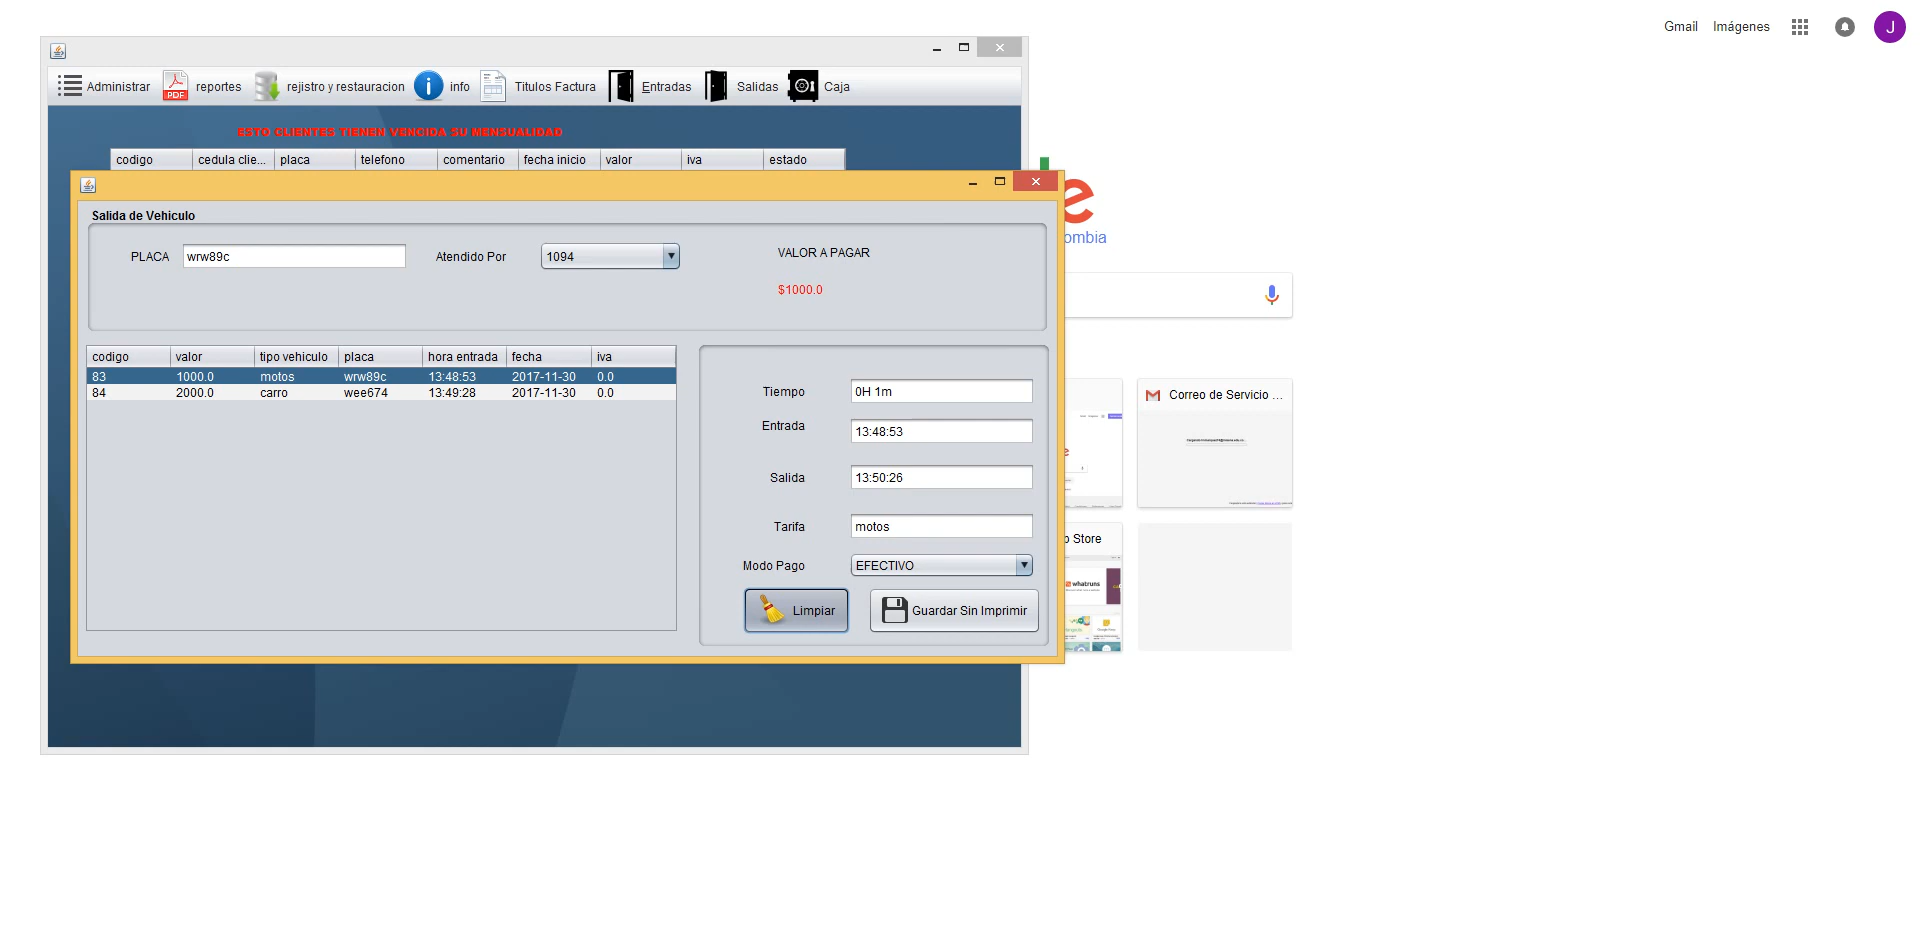 Gmail Imágenes J
Administrar PDF reportes rejistro y restauracion info Titulos Factura Entradas Salidas Caja
ESTO CLIENTES TIENEN VENCIDA SU MENSUALIDAD
codigo cedula clie... placa telefono comentario fecha inicio valor iva estado
e
ombia
Salida de Vehiculo
PLACA wrw89c Atendido Por 1094 VALOR A PAGAR
$1000.0
codigo valor tipo vehiculo placa hora entrada fecha iva
83 1000.0 motos wrw89c 13:48:53 2017-11-30 0.0
84 2000.0 carro wee674 13:49:28 2017-11-30 0.0
Tiempo 0H 1m
Entrada 13:48:53
Salida 13:50:26
Tarifa motos
Modo Pago EFECTIVO
Limpiar Guardar Sin Imprimir
Correo de Servicio ...
o Store
whatruns